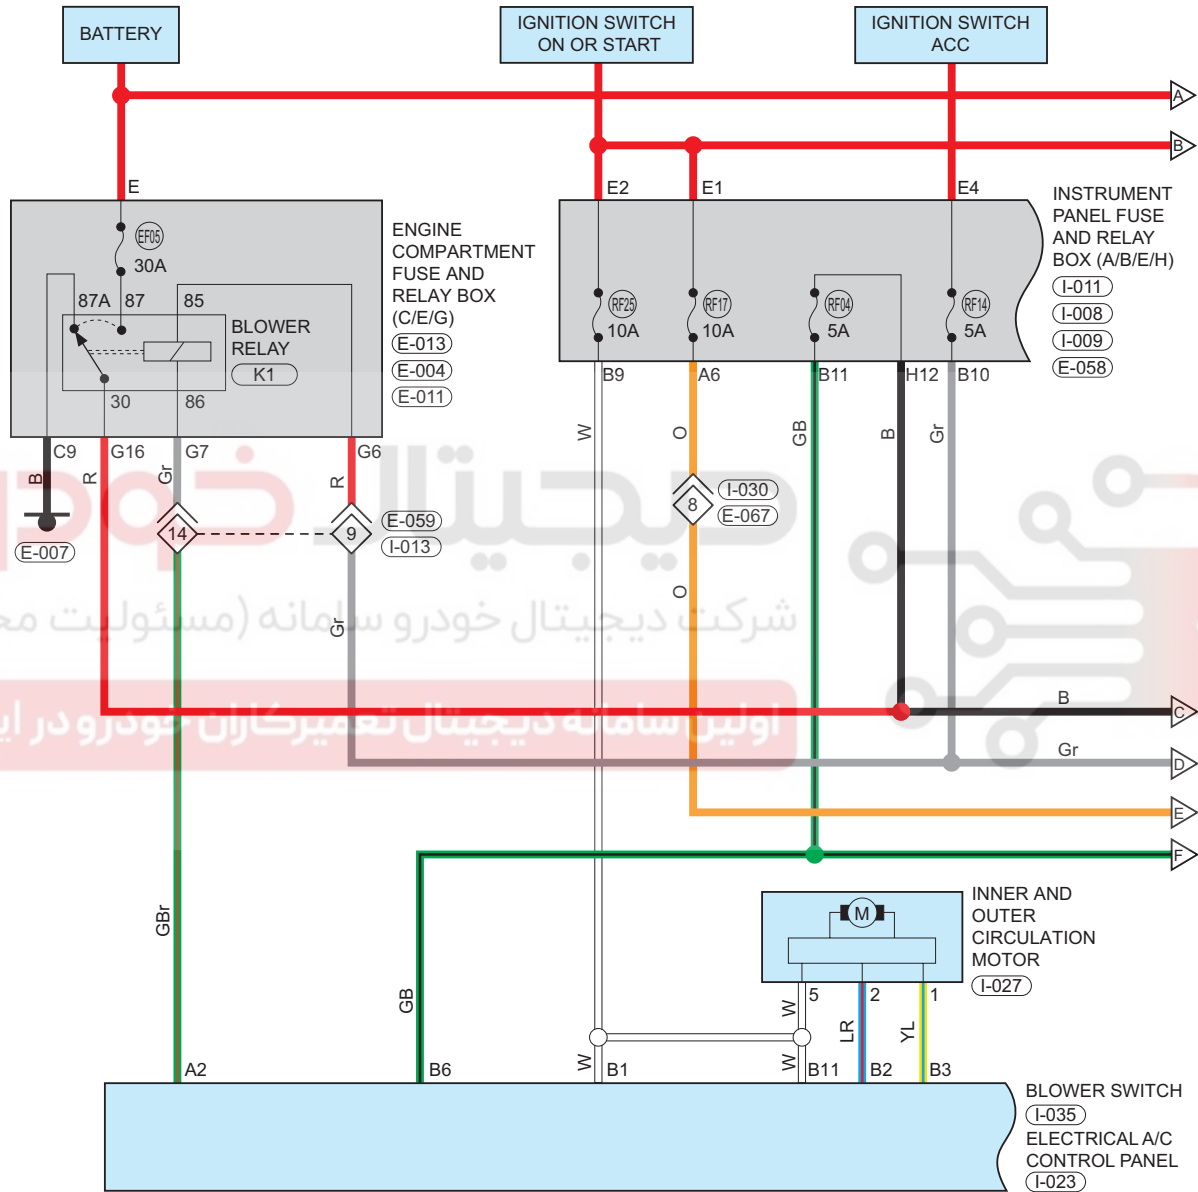 BATTERY
IGNITION SWITCH
ON OR START
IGNITION SWITCH
ACC
A
B
E
E2
E1
E4
EF05
30A
87A
87
85
BLOWER
RELAY
K1
30
86
ENGINE
COMPARTMENT
FUSE AND
RELAY BOX
(C/E/G)
E-013
E-004
E-011
RF25
10A
RF17
10A
RF04
5A
RF14
5A
INSTRUMENT
PANEL FUSE
AND RELAY
BOX (A/B/E/H)
I-011
I-008
I-009
E-058
B9
A6
B11
H12
B10
C9
G16
G7
G6
B
R
Gr
R
W
O
GB
B
Gr
E-007
14
9
E-059
I-013
8
I-030
E-067
دیجیتال خودرو
شرکت دیجیتال خودرو سامانه (مسئولیت مح
اولین سامانه دیجیتال تعمیرکاران خودرو در ایر
Gr
O
B
C
Gr
D
E
F
GBr
GB
M
INNER AND
OUTER
CIRCULATION
MOTOR
I-027
5
2
1
W
LR
YL
W
W
A2
B6
B1
B11
B2
B3
BLOWER SWITCH
I-035
ELECTRICAL A/C
CONTROL PANEL
I-023